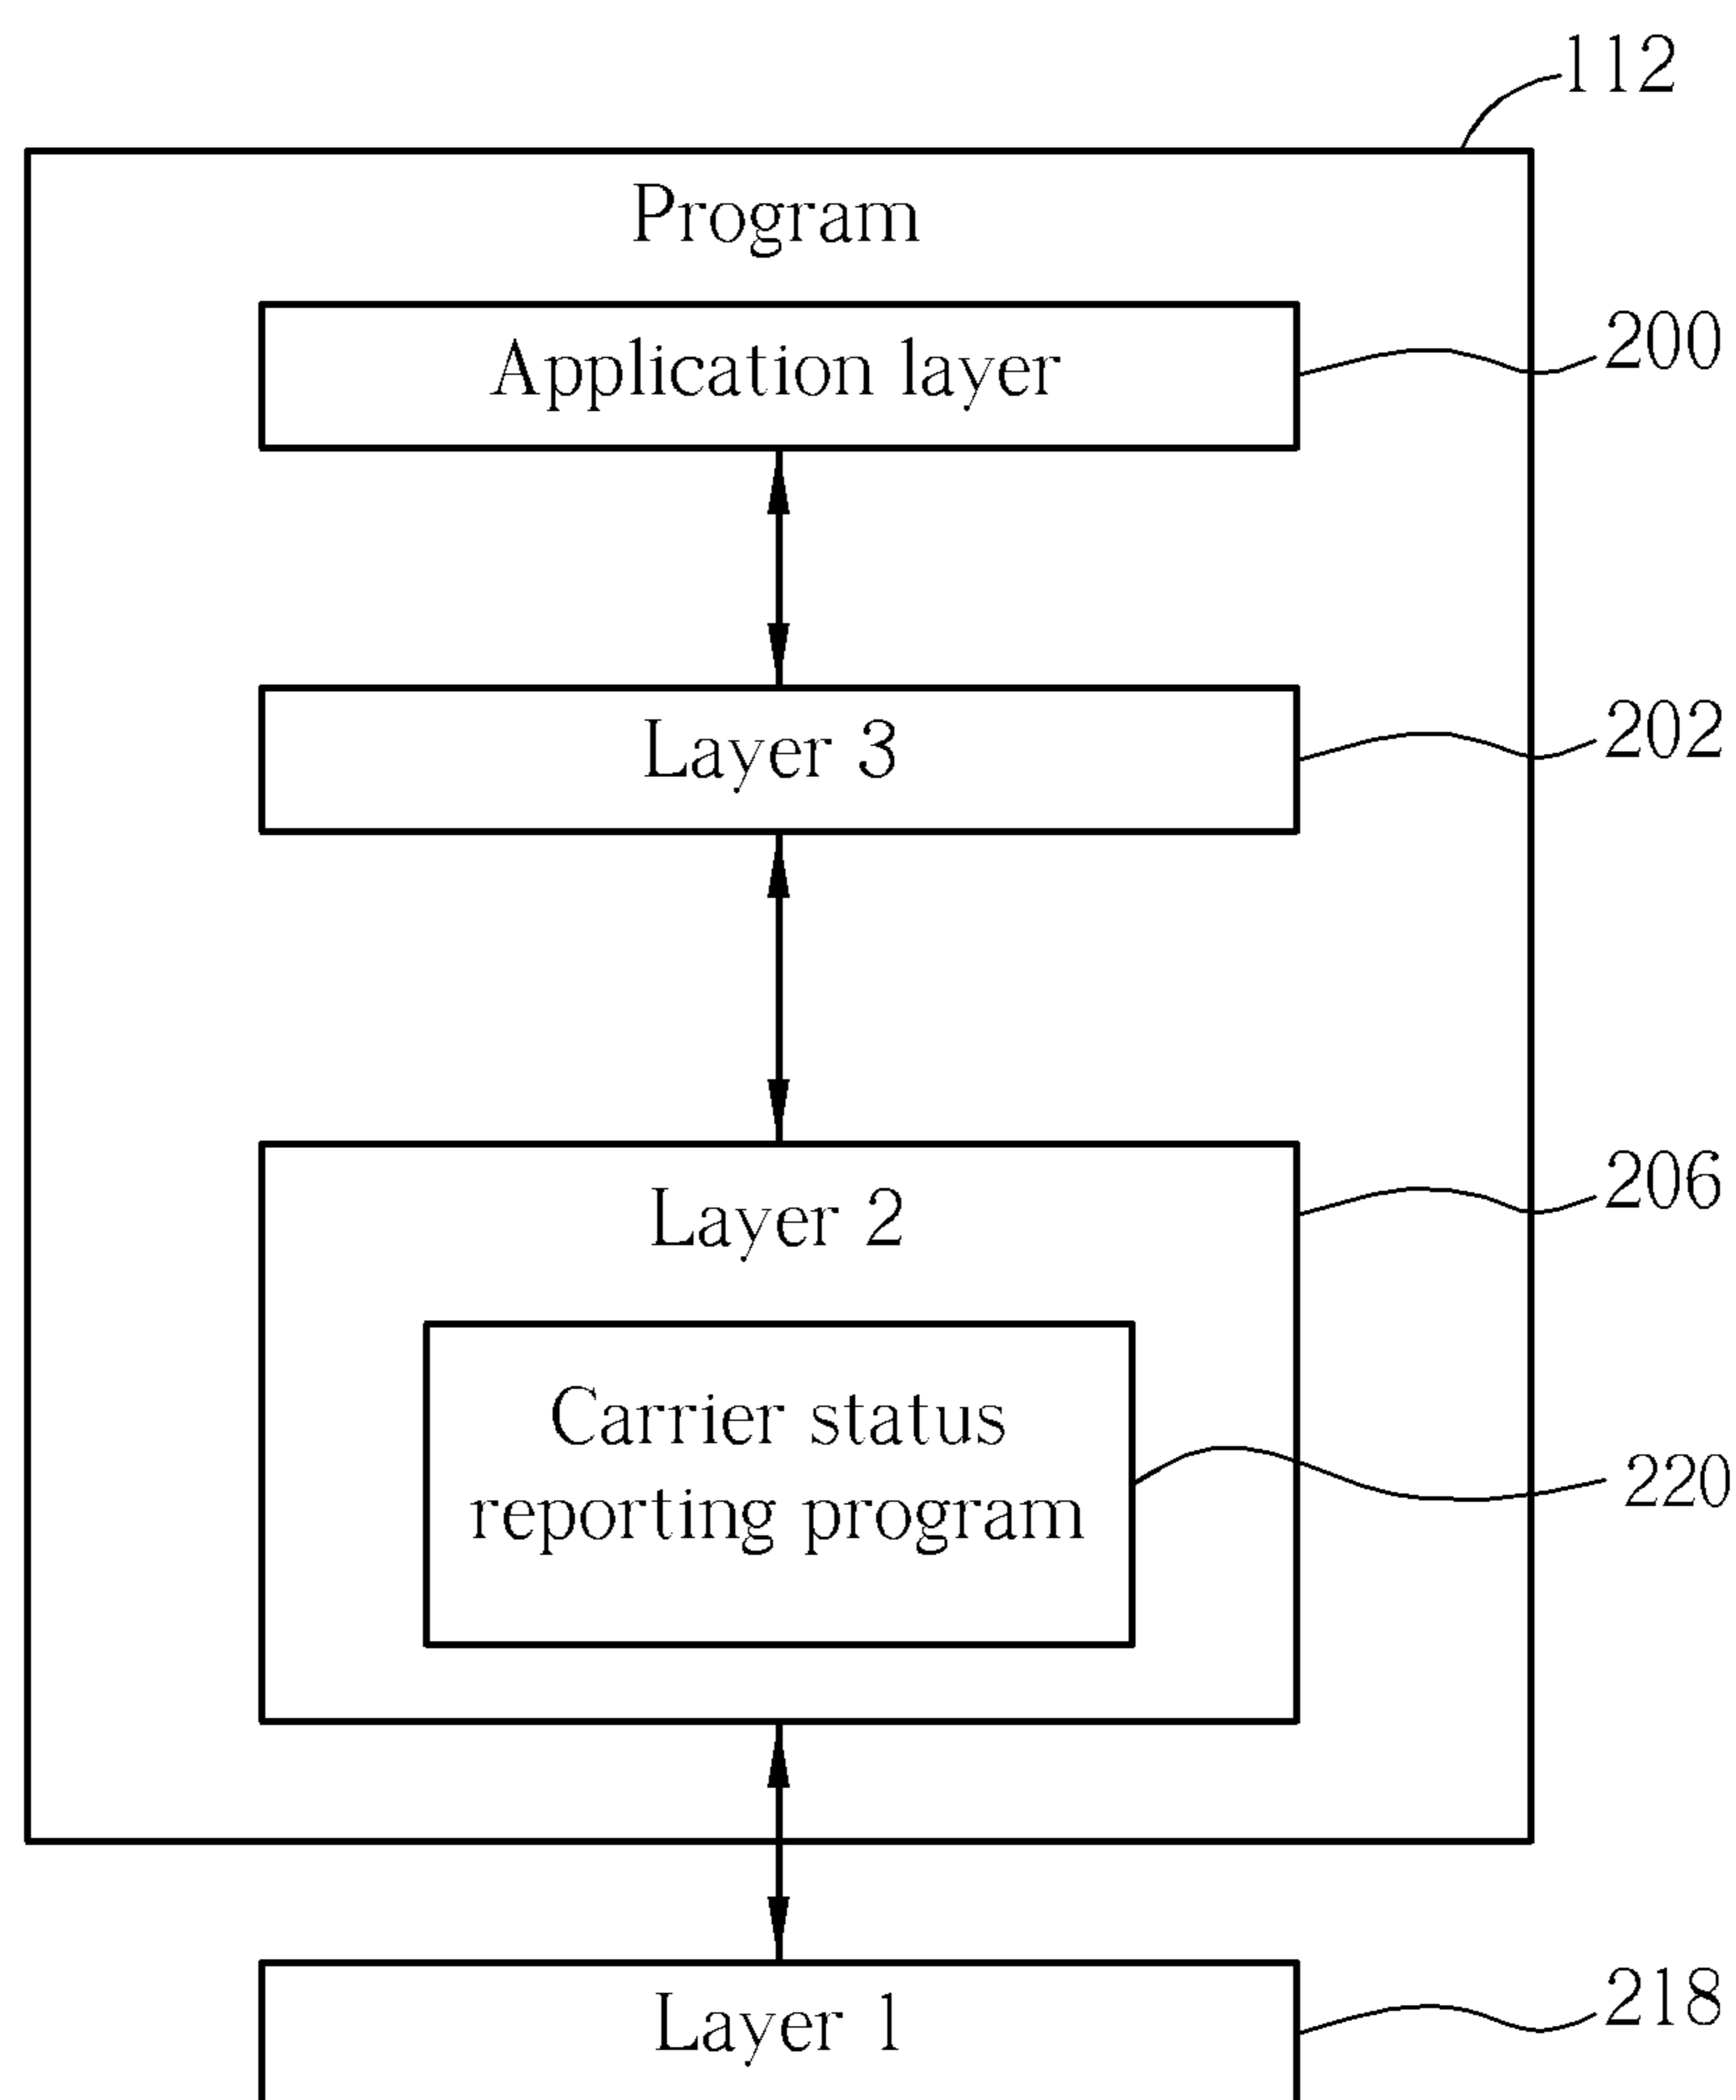 112
Program
Application layer
200
Layer 3
202
Layer 2
206
Carrier status
reporting program
220
Layer 1
218